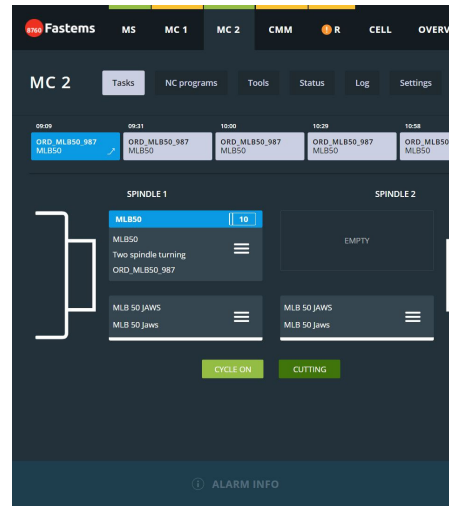 8760 Fastems MS MC 1 MC 2 CMM R CELL OVERV
MC 2 Tasks NC programs Tools Status Log Settings
09:09 09:31 10:00 10:29 10:58
ORD_MLB50_987 ORD_MLB50_987 ORD_MLB50_987 ORD_MLB50_987 ORD_MLB50
MLB50 MLB50 MLB50 MLB50 MLB50
SPINDLE 1 SPINDLE 2
MLB50 10
MLB50
Two spindle turning
ORD_MLB50_987
EMPTY
MLB 50 JAWS MLB 50 JAWS
MLB 50 Jaws MLB 50 Jaws
CYCLE ON CUTTING
ALARM INFO